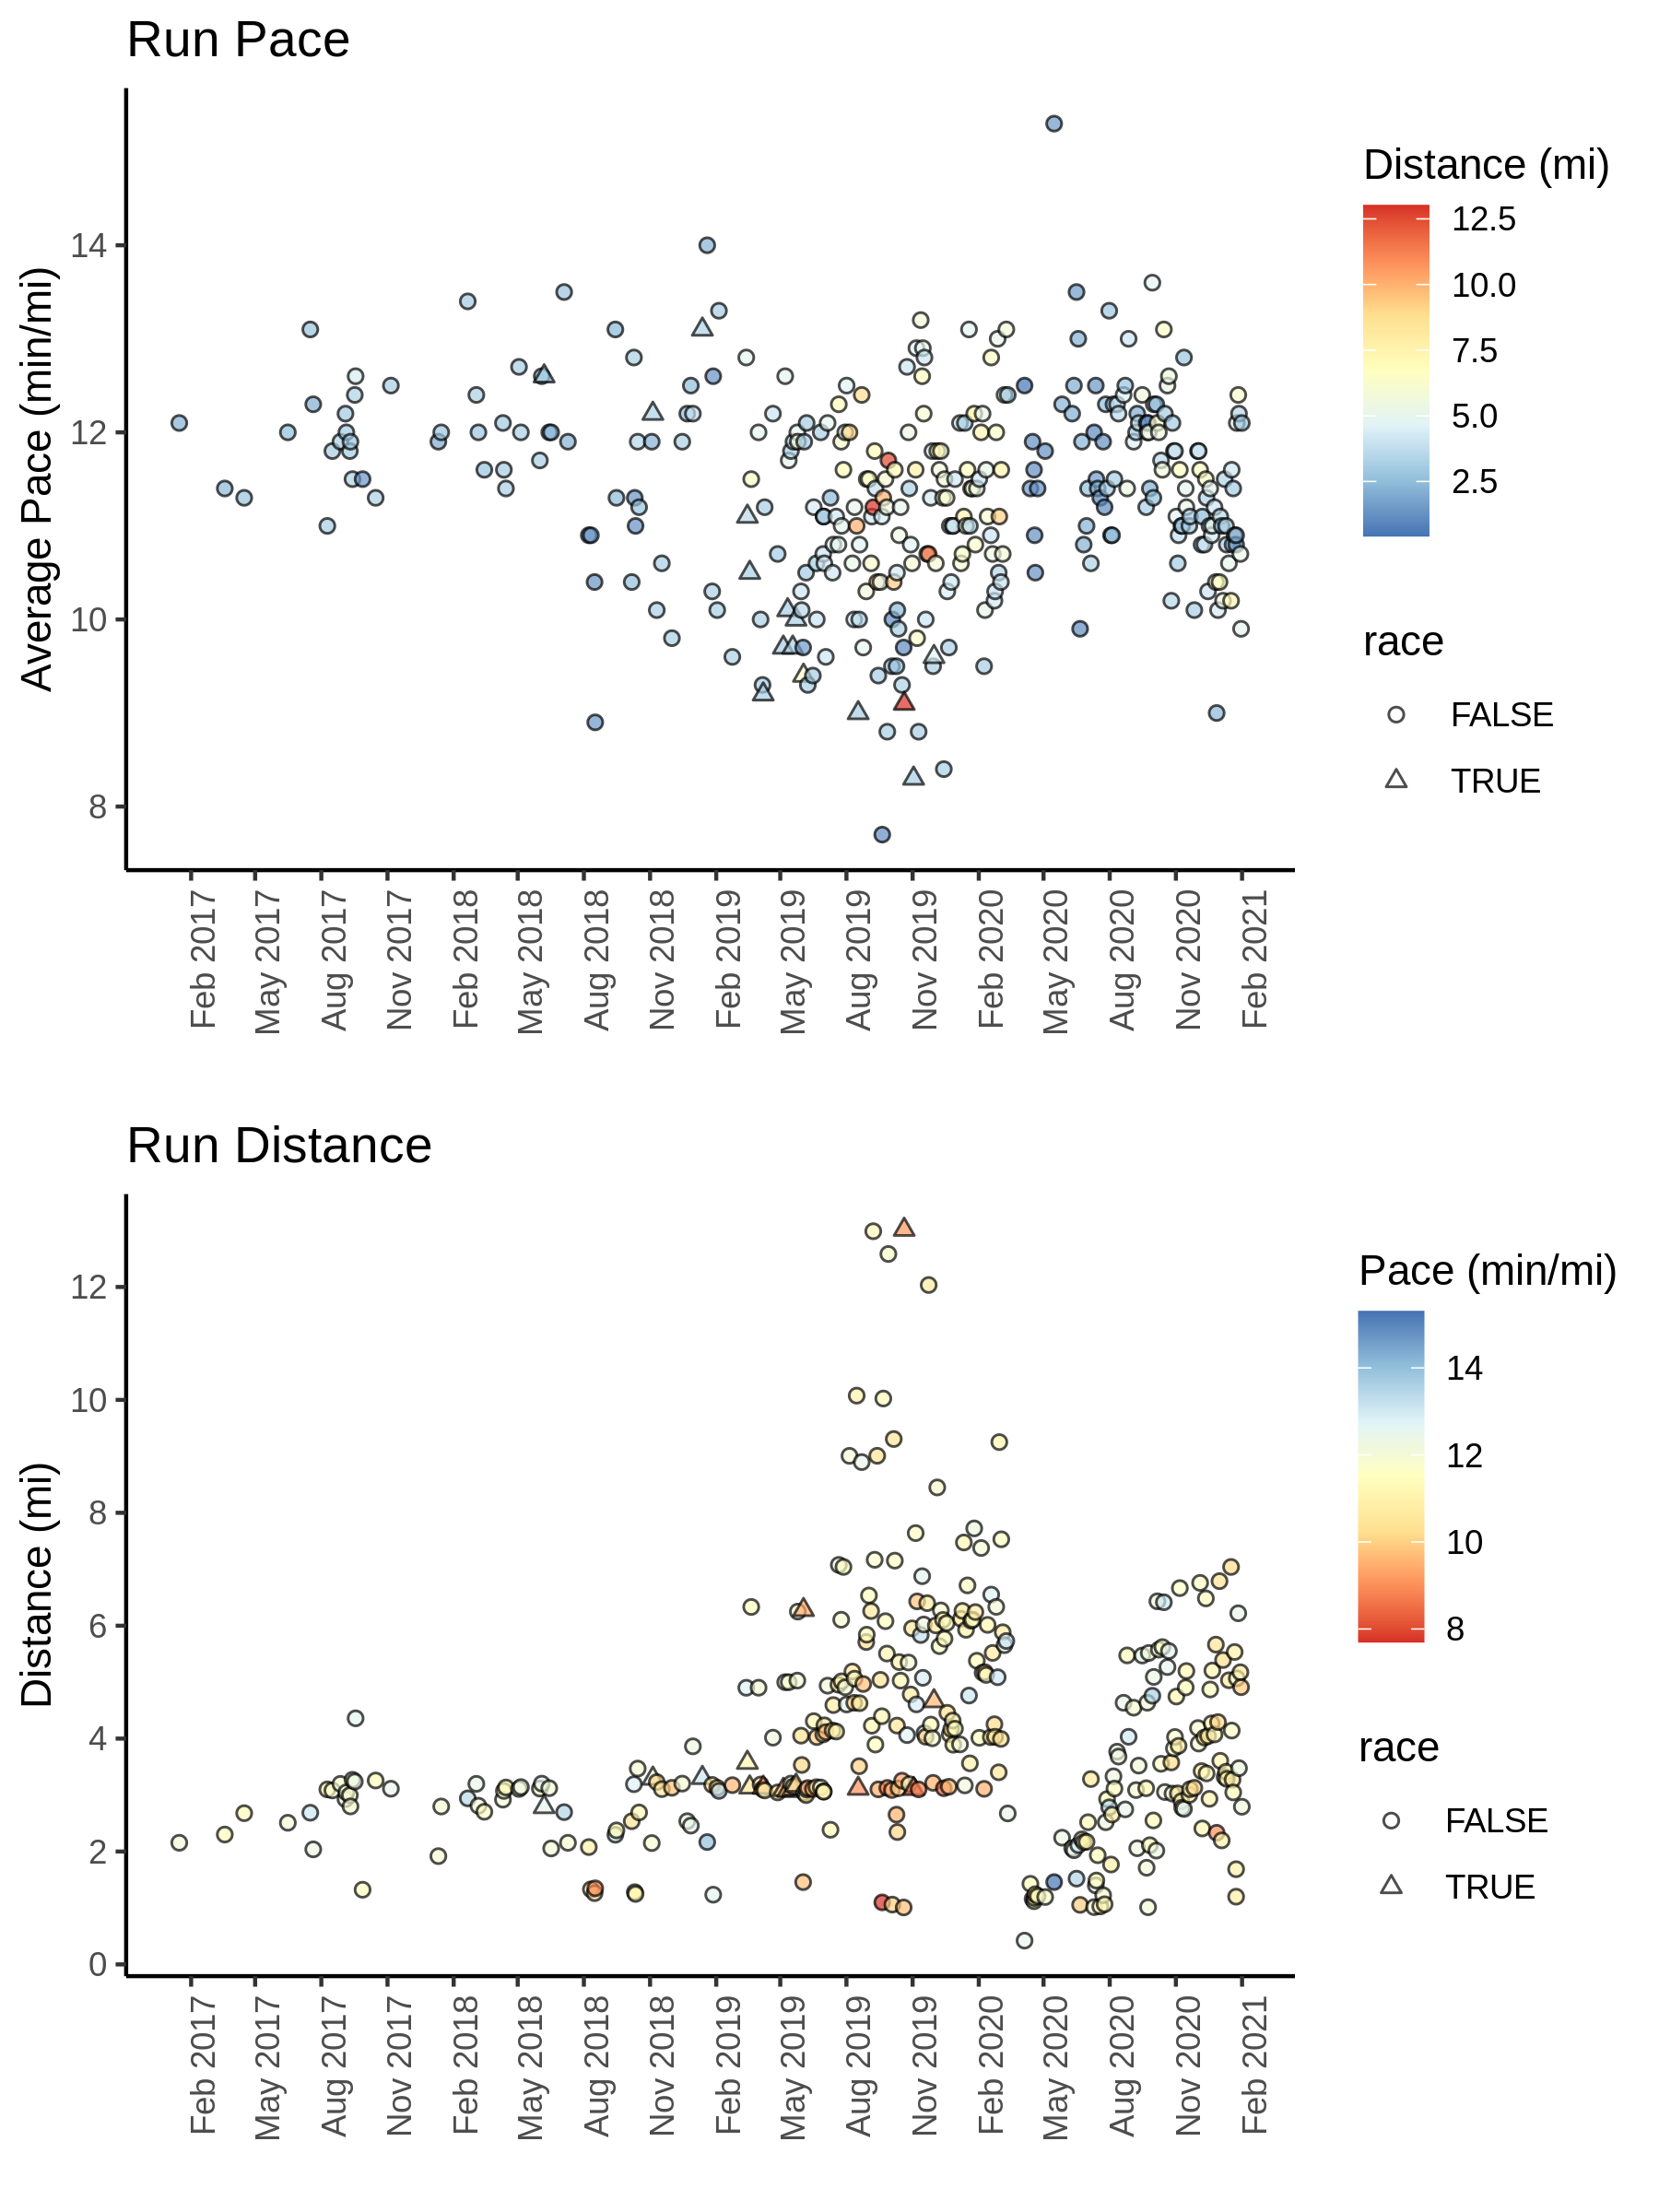 Run Pace
Average Pace (min/mi)
14
12
10
8
Feb 2017
May 2017
Aug 2017
Nov 2017
Feb 2018
May 2018
Aug 2018
Nov 2018
Feb 2019
May 2019
Aug 2019
Nov 2019
Feb 2020
May 2020
Aug 2020
Nov 2020
Feb 2021
Distance (mi)
12.5
10.0
7.5
5.0
2.5
race
FALSE
TRUE
Run Distance
Distance (mi)
12
10
8
6
4
2
0
Feb 2017
May 2017
Aug 2017
Nov 2017
Feb 2018
May 2018
Aug 2018
Nov 2018
Feb 2019
May 2019
Aug 2019
Nov 2019
Feb 2020
May 2020
Aug 2020
Nov 2020
Feb 2021
Pace (min/mi)
14
12
10
8
race
FALSE
TRUE